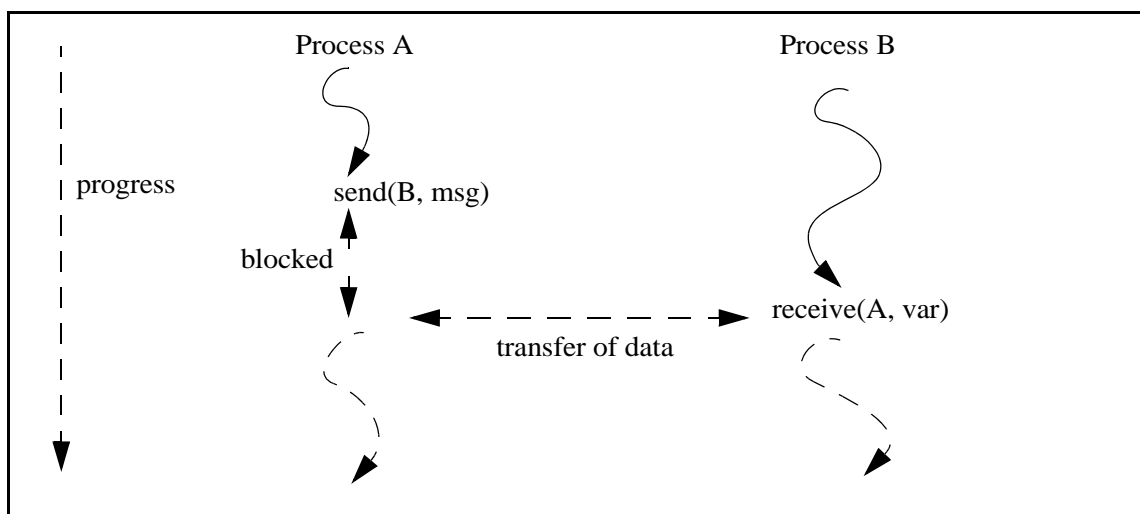 Process A
Process B
progress
send(B, msg)
blocked
receive(A, var)
transfer of data